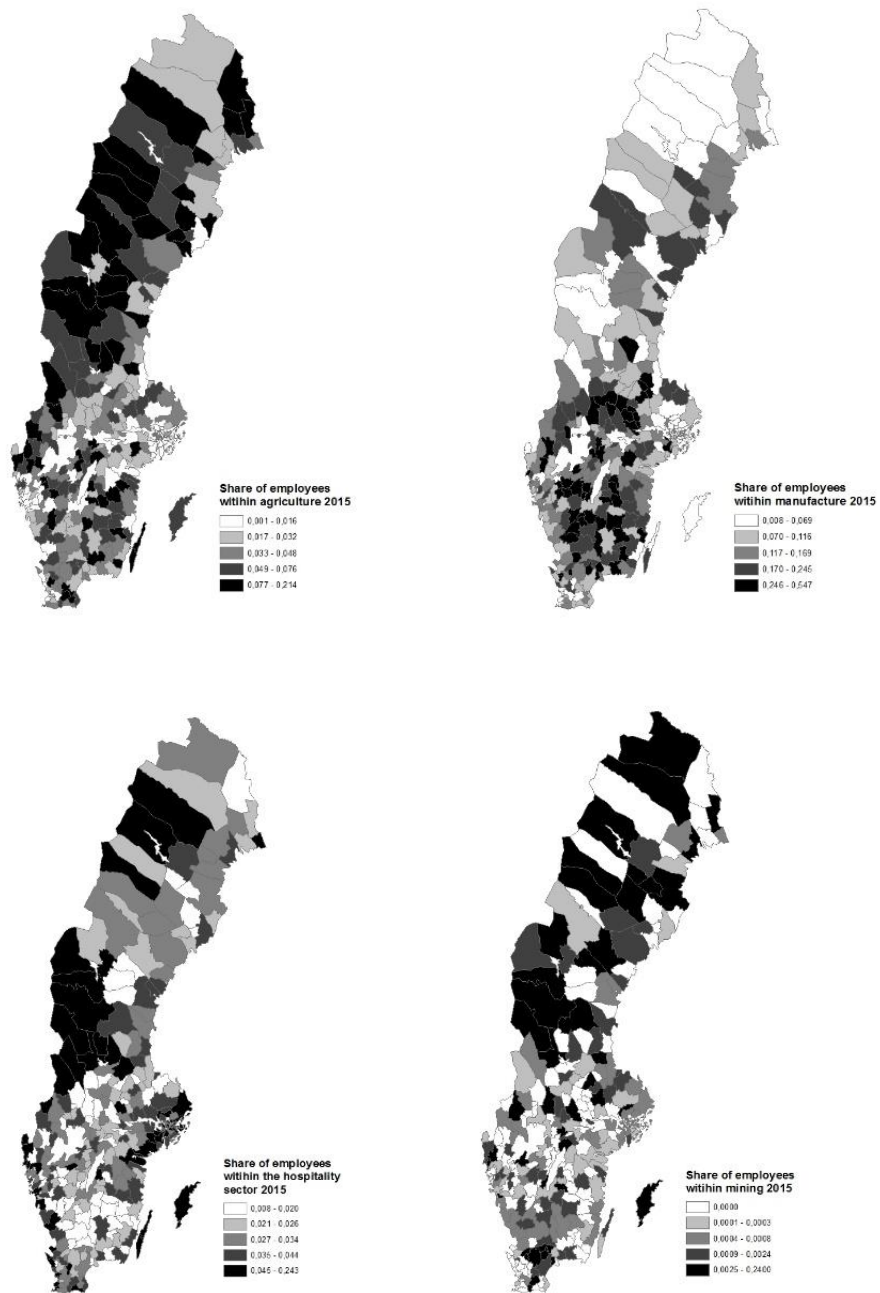 Share of employees
witihin agriculture 2015
0,001 - 0,016
0,017 - 0,032
0,033 - 0,048
0,049 - 0,076
0,077 - 0,214
Share of employees
witihin manufacture 2015
0,008 - 0,069
0,070 - 0,116
0,117 - 0,169
0,170 - 0,245
0,246 - 0,547
Share of employees
witihin the hospitality
sector 2015
0,008 - 0,020
0,021 - 0,026
0,027 - 0,034
0,035 - 0,044
0,045 - 0,243
Share of employees
witihin mining 2015
0,0000
0,0001 - 0,0003
0,0004 - 0,0008
0,0009 - 0,0024
0,0025 - 0,2400